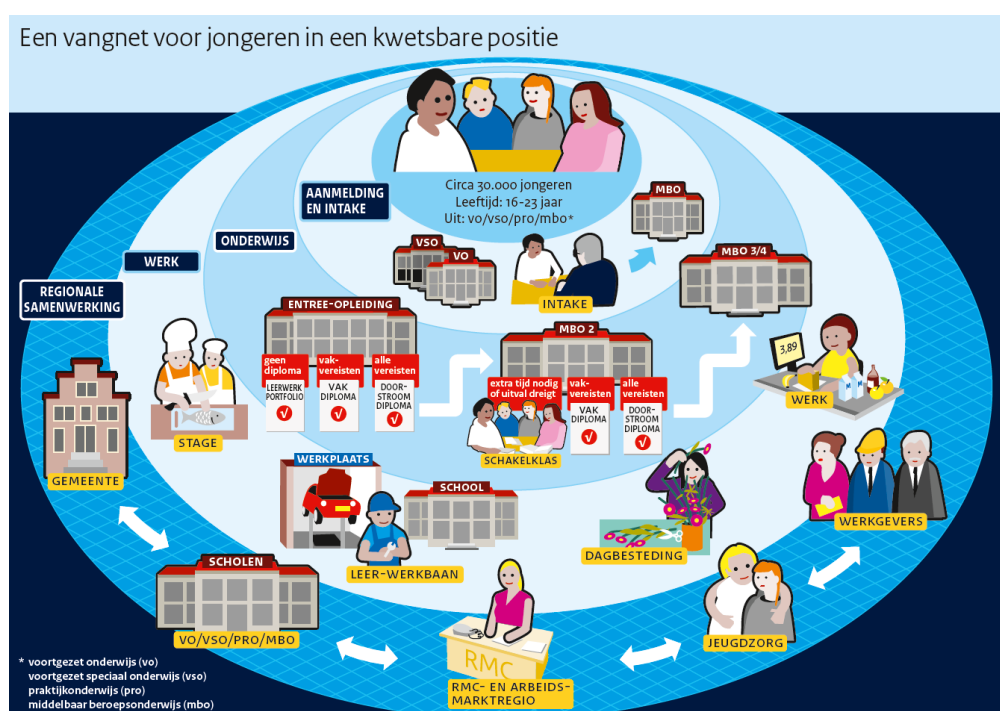 Een vangnet voor jongeren in een kwetsbare positie
Circa 30.000 jongeren
Leeftijd: 16-23 jaar
Uit: vo/vso/pro/mbo*
AANMELDING
EN INTAKE
ONDERWIJS
WERK
REGIONALE
SAMENWERKING
MBO
VSO
VO
INTAKE
MBO 3/4
ENTREE-OPLEIDING
geen
diploma
vak-
vereisten
alle
vereisten
LEERWERK
PORTFOLIO
VAK
DIPLOMA
DOOR-
STROOM
DIPLOMA
MBO 2
extra tijd nodig
of uitval dreigt
vak-
vereisten
alle
vereisten
VAK
DIPLOMA
DOOR-
STROOM
DIPLOMA
SCHAKELKLAS
3,89
WERK
STAGE
GEMEENTE
WERKPLAATS
SCHOOL
LEER-WERKBAAN
DAGBESTEDING
WERKGEVERS
SCHOLEN
VO/VSO/PRO/MBO
RMC
RMC- EN ARBEIDS-
MARKTREGIO
JEUGDZORG
* voortgezet onderwijs (vo)
voortgezet speciaal onderwijs (vso)
praktijkonderwijs (pro)
middelbaar beroepsonderwijs (mbo)